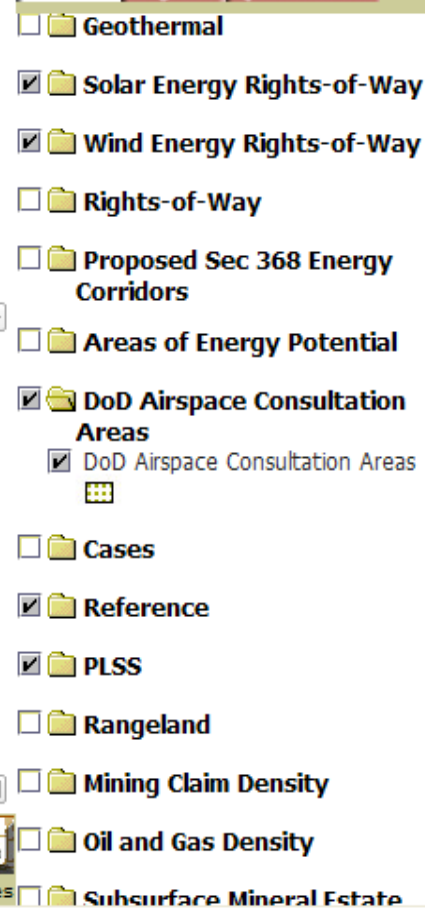 Geothermal
Solar Energy Rights-of-Way
Wind Energy Rights-of-Way
Rights-of-Way
Proposed Sec 368 Energy
Corridors
Areas of Energy Potential
DoD Airspace Consultation
Areas
DoD Airspace Consultation Areas
Cases
Reference
PLSS
Rangeland
Mining Claim Density
Oil and Gas Density
Subsurface Mineral Estate